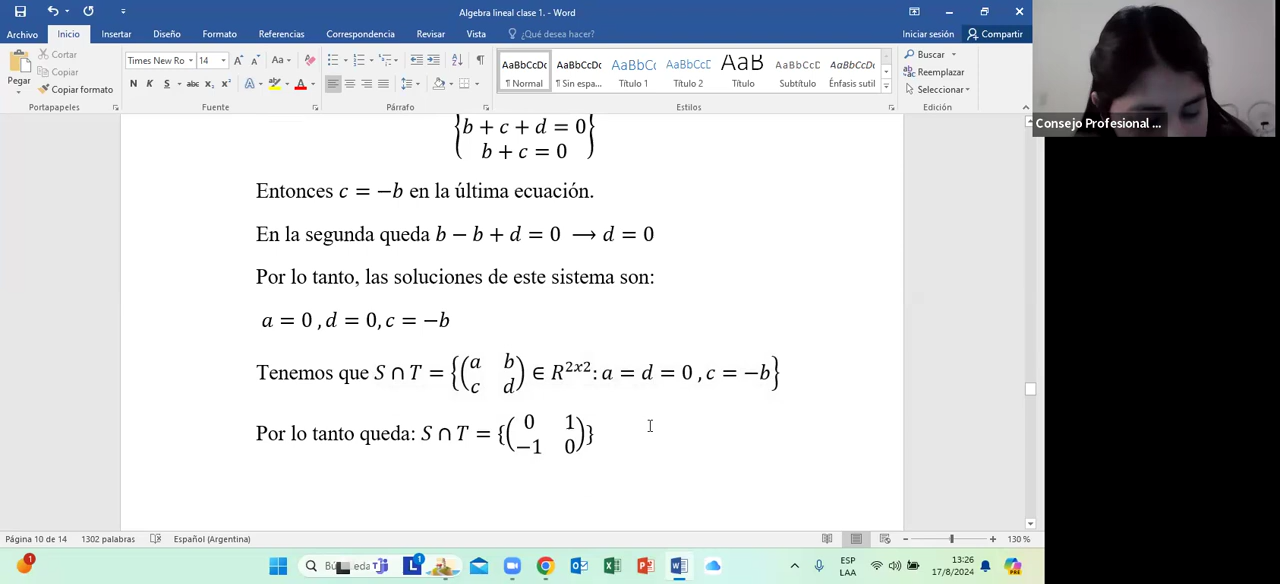 Algebra lineal clase 1. - Word
Archivo Inicio Insertar Diseño Formato Referencias Correspondencia Revisar Vista ¿Qué desea hacer? Iniciar sesión Compartir
Pegar
Cortar
Copiar
Copiar formato
Portapapeles
Times New Ro 14
N K S abc x₂ x²
Fuente
Párrafo
AaBbCcDc AaBbCcDc AaBbCc AaBbCcD AaB AaBbCcD AaBbCcDc
¶ Normal ¶ Sin espa... Título 1 Título 2 Título Subtítulo Énfasis sutil
Estilos
Buscar
Reemplazar
Seleccionar
Edición
Consejo Profesional ...
b + c + d = 0
b + c = 0
Entonces c = −b en la última ecuación.
En la segunda queda b − b + d = 0 ⟶ d = 0
Por lo tanto, las soluciones de este sistema son:
a = 0 , d = 0, c = −b
Tenemos que S ∩ T = {(a b
c d) ∈ R²ˣ²: a = d = 0 , c = −b}
Por lo tanto queda: S ∩ T = {(0 1
−1 0)}
Página 10 de 14 1302 palabras Español (Argentina) 130 %
ESP
LAA
13:26
17/8/2024